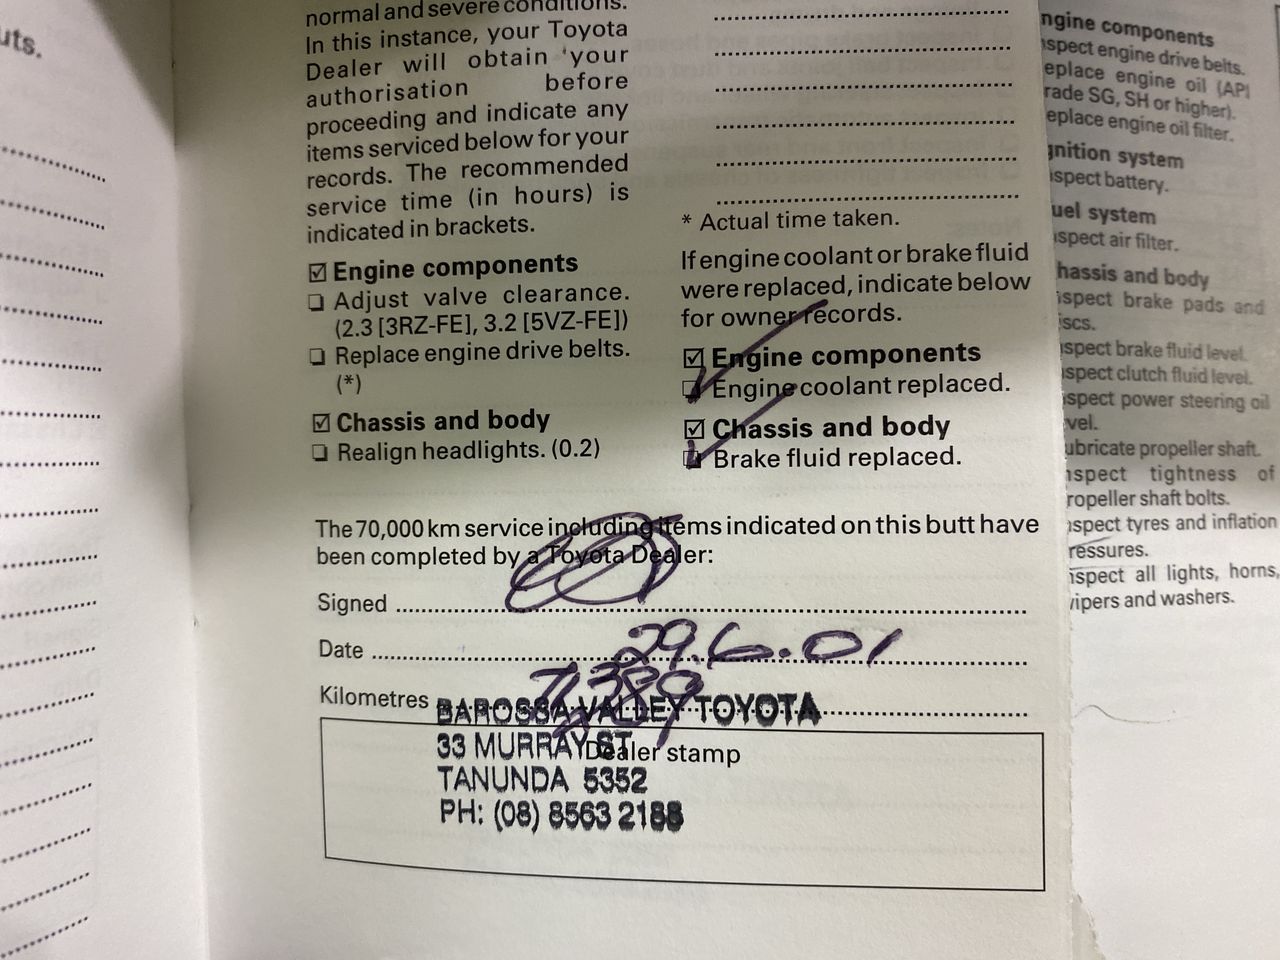 uts.
normal and severe conditions.
In this instance, your Toyota
Dealer will obtain your
authorisation before
proceeding and indicate any
items serviced below for your
records. The recommended
service time (in hours) is
indicated in brackets.
☑ Engine components
❏ Adjust valve clearance.
(2.3 [3RZ-FE], 3.2 [5VZ-FE])
❏ Replace engine drive belts.
(*)
☑ Chassis and body
❏ Realign headlights. (0.2)
* Actual time taken.
If engine coolant or brake fluid
were replaced, indicate below
for owner records.
☑ Engine components
❏ Engine coolant replaced.
☑ Chassis and body
❏ Brake fluid replaced.
The 70,000 km service including items indicated on this butt have
been completed by a Toyota Dealer:
Signed
Date 29.6.01
Kilometres
BAROSSA VALLEY TOYOTA
33 MURRAY ST
Dealer stamp
TANUNDA 5352
PH: (08) 8563 2188
ngine components
spect engine drive belts.
eplace engine oil (API
rade SG, SH or higher).
eplace engine oil filter.
gnition system
spect battery.
uel system
spect air filter.
hassis and body
spect brake pads and
scs.
spect brake fluid level.
spect clutch fluid level.
spect power steering oil
vel.
ubricate propeller shaft.
spect tightness of
ropeller shaft bolts.
spect tyres and inflation
ressures.
spect all lights, horns,
ipers and washers.